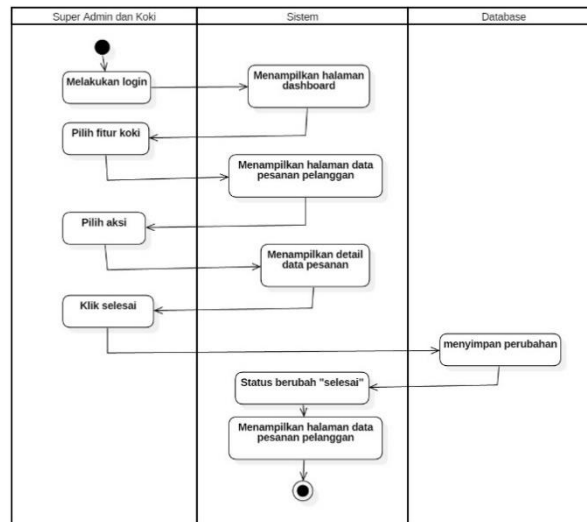 Super Admin dan Koki
Sistem
Database
Melakukan login
Menampilkan halaman
dashboard
Pilih fitur koki
Menampilkan halaman data
pesanan pelanggan
Pilih aksi
Menampilkan detail
data pesanan
Klik selesai
menyimpan perubahan
Status berubah "selesai"
Menampilkan halaman data
pesanan pelanggan